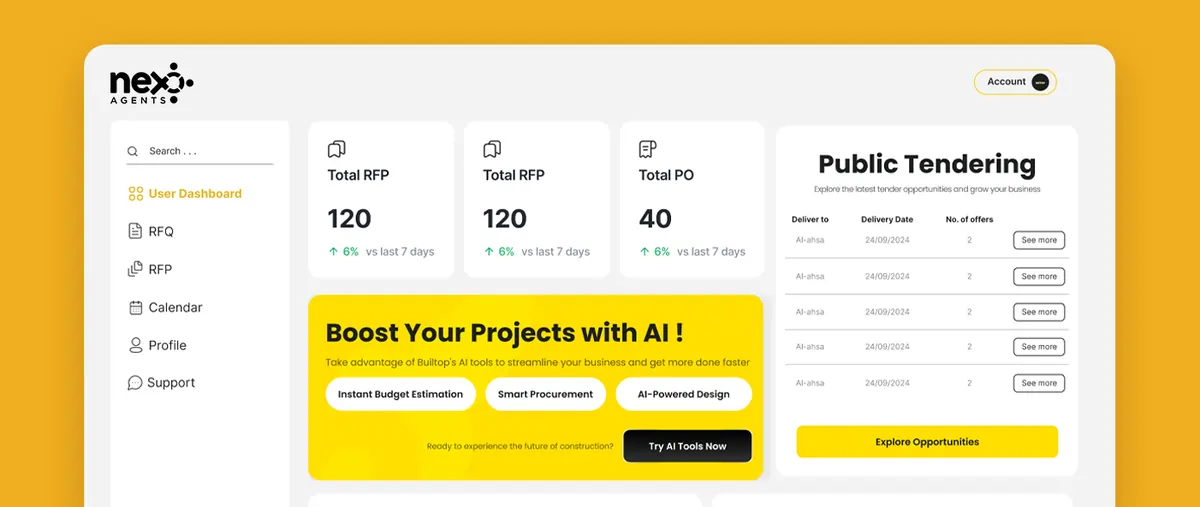 nexo
AGENTS
Account
Search . . .
User Dashboard
RFQ
RFP
Calendar
Profile
Support
Total RFP
120
6% vs last 7 days
Total RFP
120
6% vs last 7 days
Total PO
40
6% vs last 7 days
Boost Your Projects with AI !
Take advantage of Builtop's AI tools to streamline your business and get more done faster
Instant Budget Estimation
Smart Procurement
AI-Powered Design
Ready to experience the future of construction?
Try AI Tools Now
Public Tendering
Explore the latest tender opportunities and grow your business
Deliver to Delivery Date No. of offers
Al-ahsa 24/09/2024 2 See more
Al-ahsa 24/09/2024 2 See more
Al-ahsa 24/09/2024 2 See more
Al-ahsa 24/09/2024 2 See more
Al-ahsa 24/09/2024 2 See more
Explore Opportunities